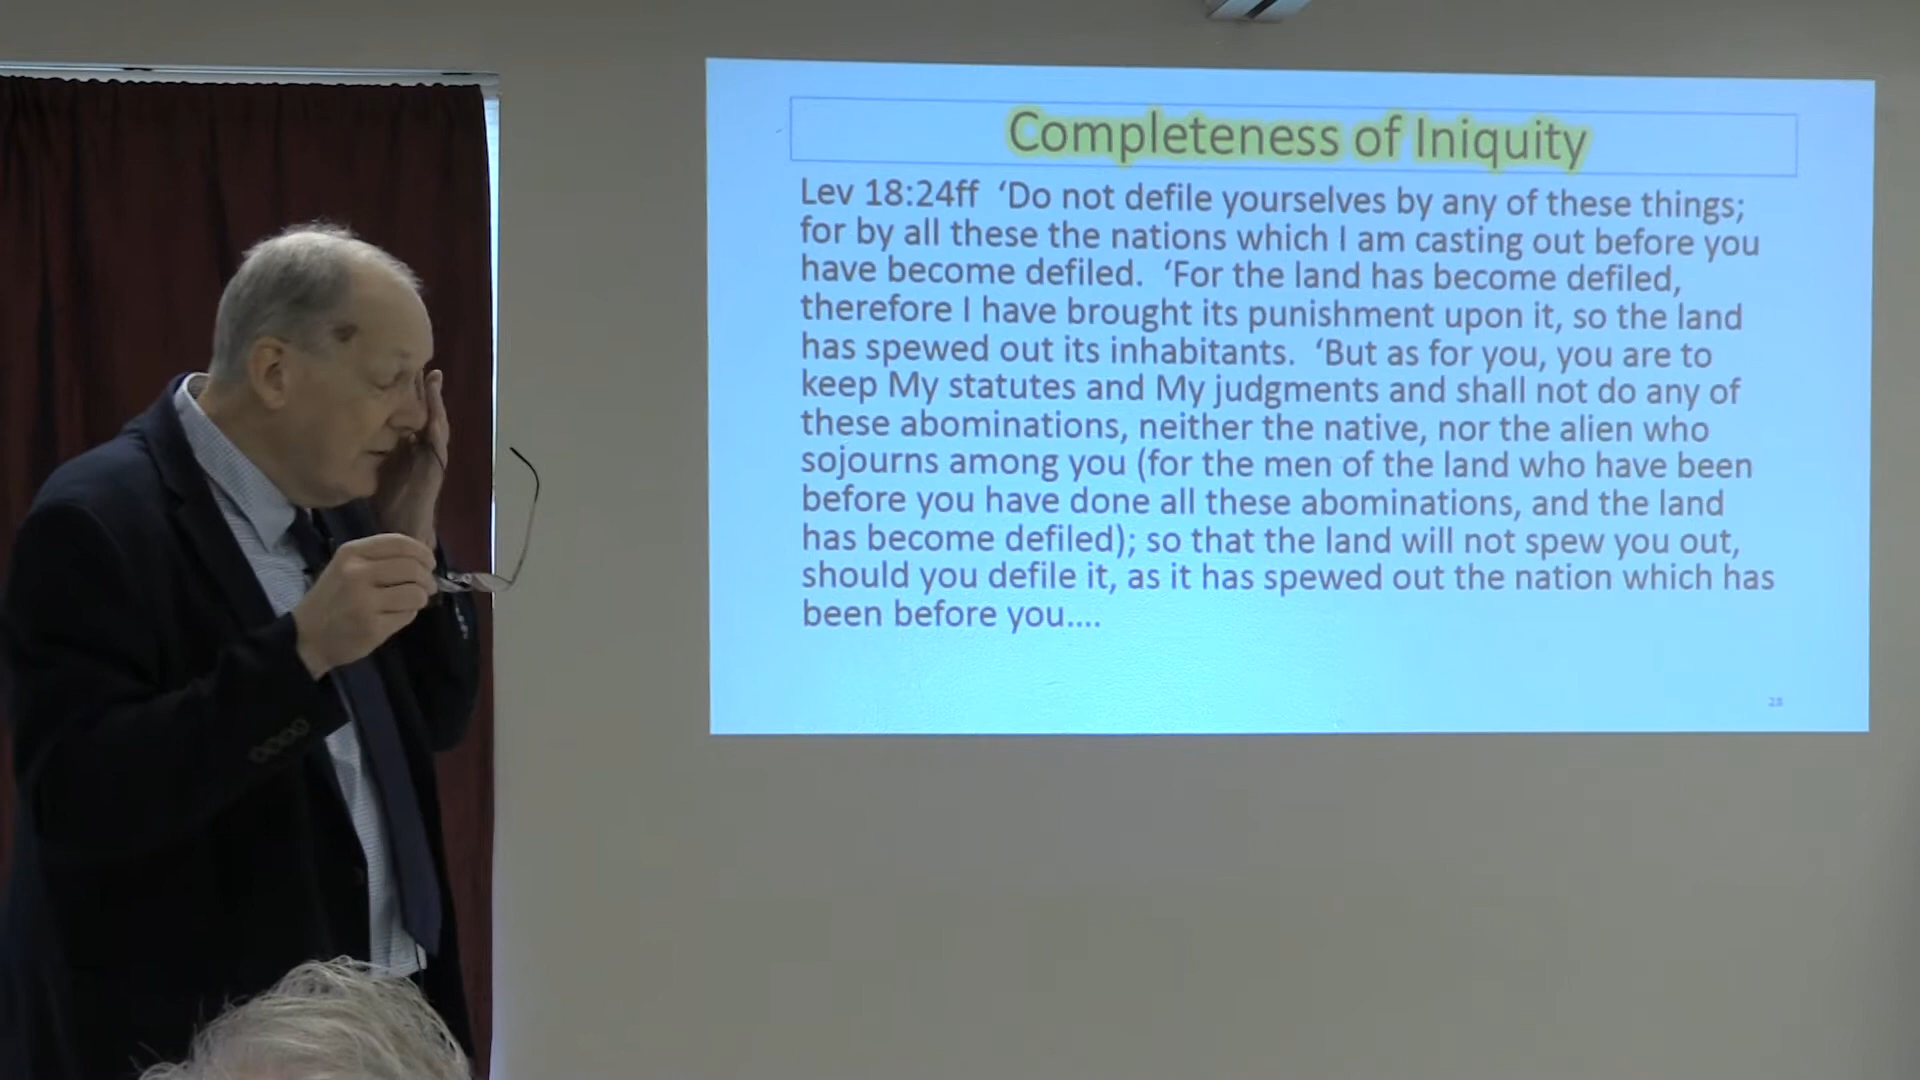 Completeness of Iniquity
Lev 18:24ff ‘Do not defile yourselves by any of these things;
for by all these the nations which I am casting out before you
have become defiled. ‘For the land has become defiled,
therefore I have brought its punishment upon it, so the land
has spewed out its inhabitants. ‘But as for you, you are to
keep My statutes and My judgments and shall not do any of
these abominations, neither the native, nor the alien who
sojourns among you (for the men of the land who have been
before you have done all these abominations, and the land
has become defiled); so that the land will not spew you out,
should you defile it, as it has spewed out the nation which has
been before you....
28